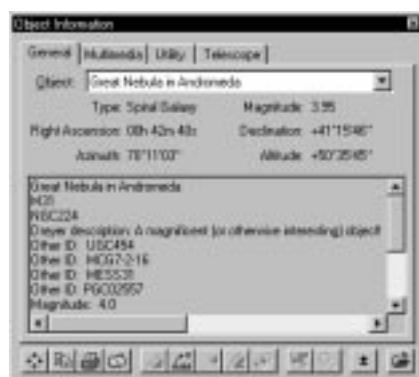 Object Information
General Multimedia Utility Telescope
Object: Great Nebula in Andromeda
Type: Spiral Galaxy Magnitude: 3.95
Right Ascension: 00h 42m 40s Declination: +41°15'46"
Azimuth: 70°11'02" Altitude: +50°35'45"
Great Nebula in Andromeda
M31
NGC224
Dreyer description: A magnificent (or otherwise interesting) object!
Other ID: UGC454
Other ID: MCG7-2-16
Other ID: MESS31
Other ID: PGC02557
Magnitude: 4.0